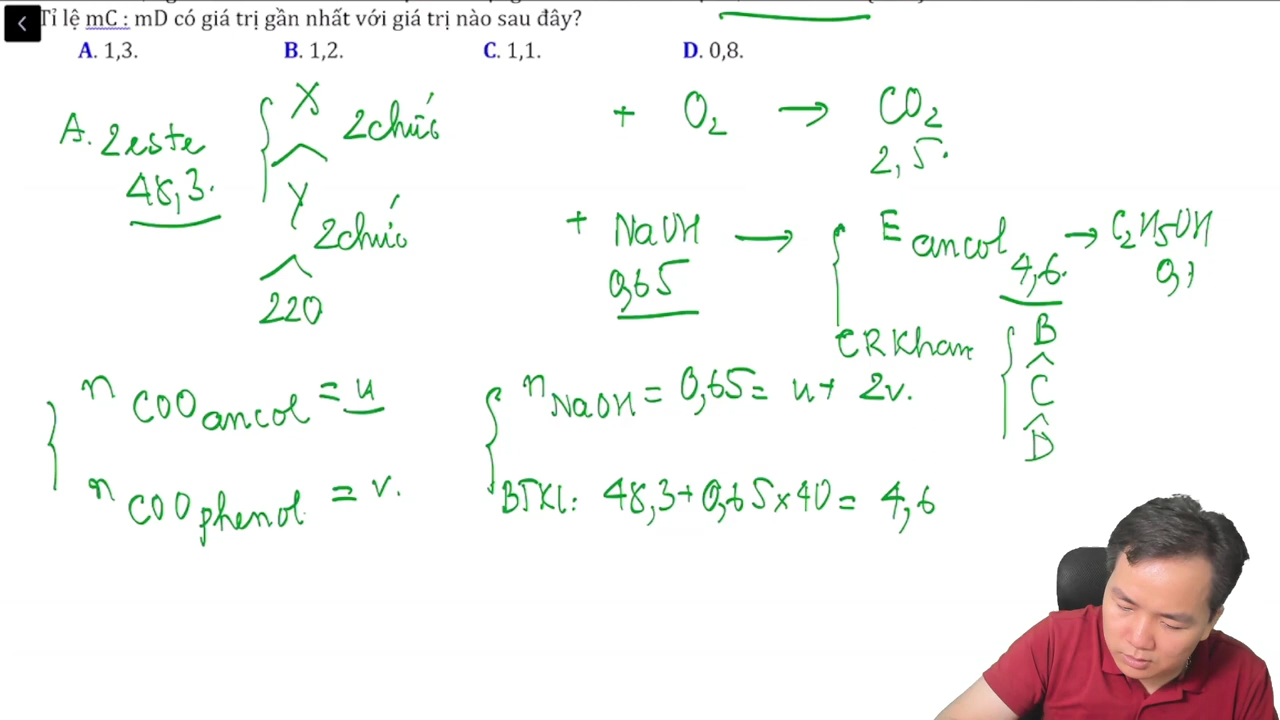 Tỉ lệ mC : mD có giá trị gần nhất với giá trị nào sau đây?
A. 1,3. B. 1,2. C. 1,1. D. 0,8.
A. 2este { X 2chức + O2 → CO2
48,3. 2,5.
Y 2chức + NaOH → { E ancol → C2H5OH
220 0,65 4,6. 0,1
CR Khan { B
C
D
{ n COO ancol = u { n NaOH = 0,65 = u + 2v.
n COO phenol = v. BTKL: 48,3 + 0,65 x 40 = 4,6